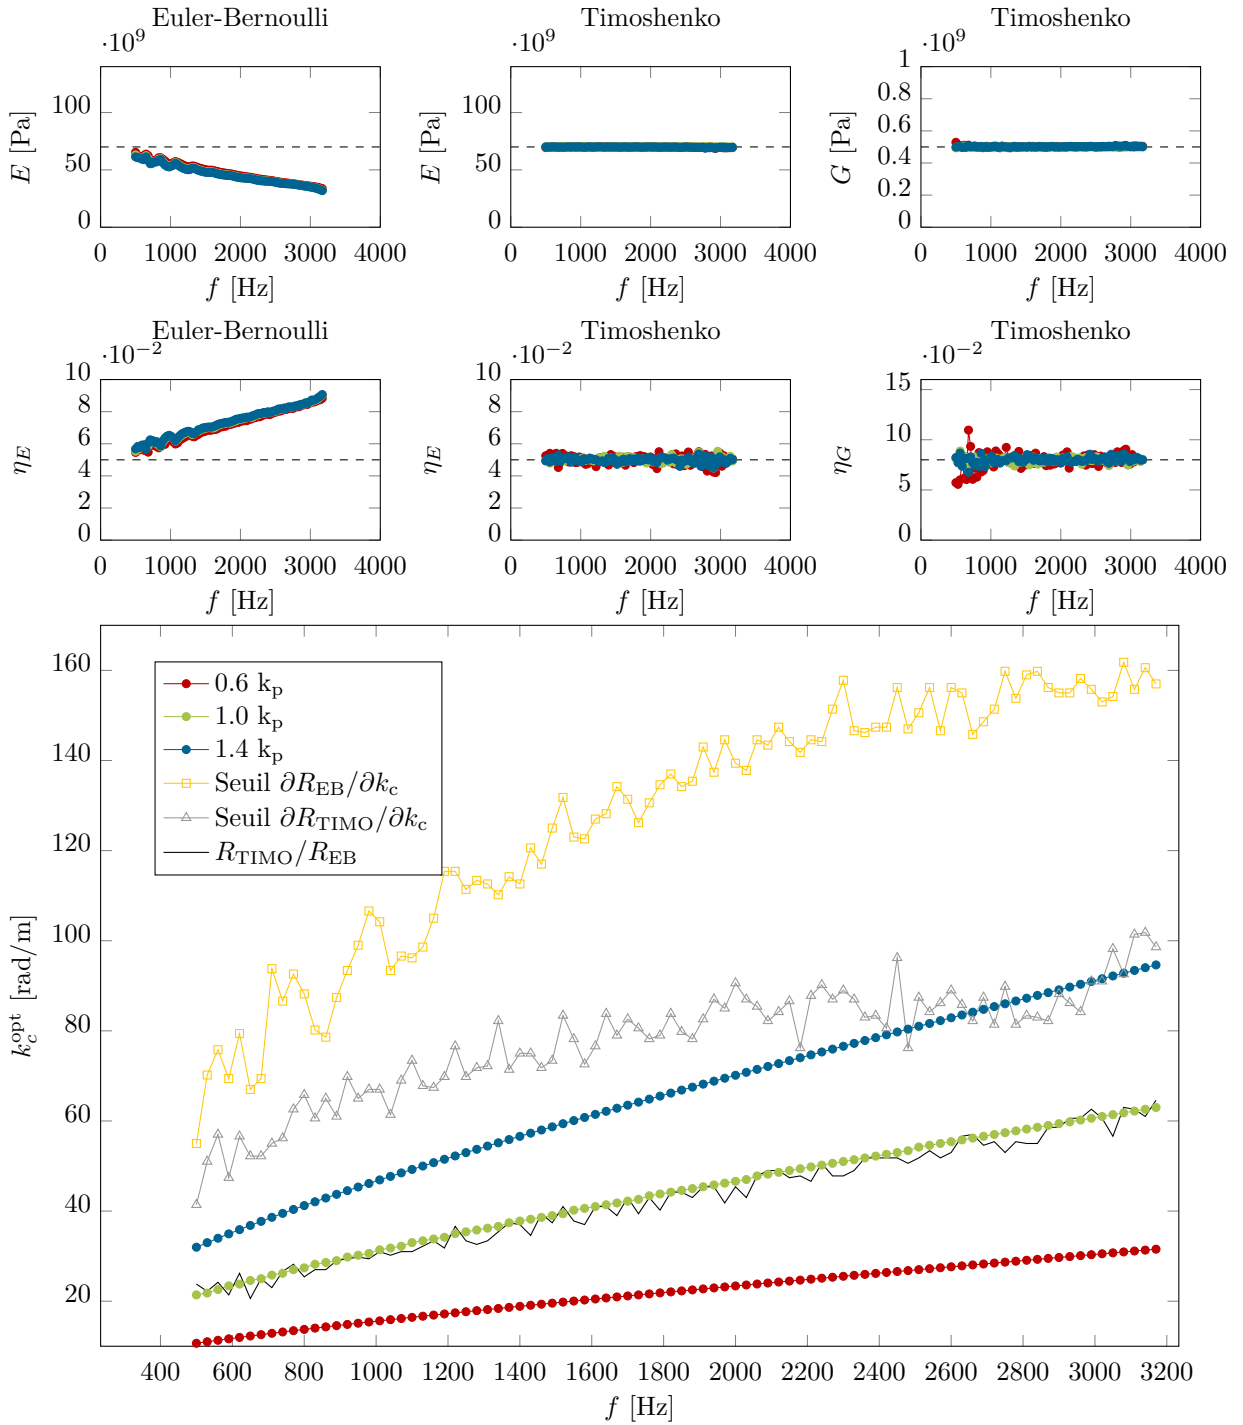 Euler-Bernoulli
·10⁹
E [Pa]
100
50
0
0 1000 2000 3000 4000
f [Hz]
Timoshenko
·10⁹
E [Pa]
100
50
0
0 1000 2000 3000 4000
f [Hz]
Timoshenko
·10⁹
G [Pa]
1
0.8
0.6
0.4
0.2
0
0 1000 2000 3000 4000
f [Hz]
Euler-Bernoulli
·10⁻²
η_E
10
8
6
4
2
0
0 1000 2000 3000 4000
f [Hz]
Timoshenko
·10⁻²
η_E
10
8
6
4
2
0
0 1000 2000 3000 4000
f [Hz]
Timoshenko
·10⁻²
η_G
15
10
5
0
0 1000 2000 3000 4000
f [Hz]
0.6 k_p
1.0 k_p
1.4 k_p
Seuil ∂R_EB/∂k_c
Seuil ∂R_TIMO/∂k_c
R_TIMO/R_EB
k_c^opt [rad/m]
160
140
120
100
80
60
40
20
400 600 800 1000 1200 1400 1600 1800 2000 2200 2400 2600 2800 3000 3200
f [Hz]